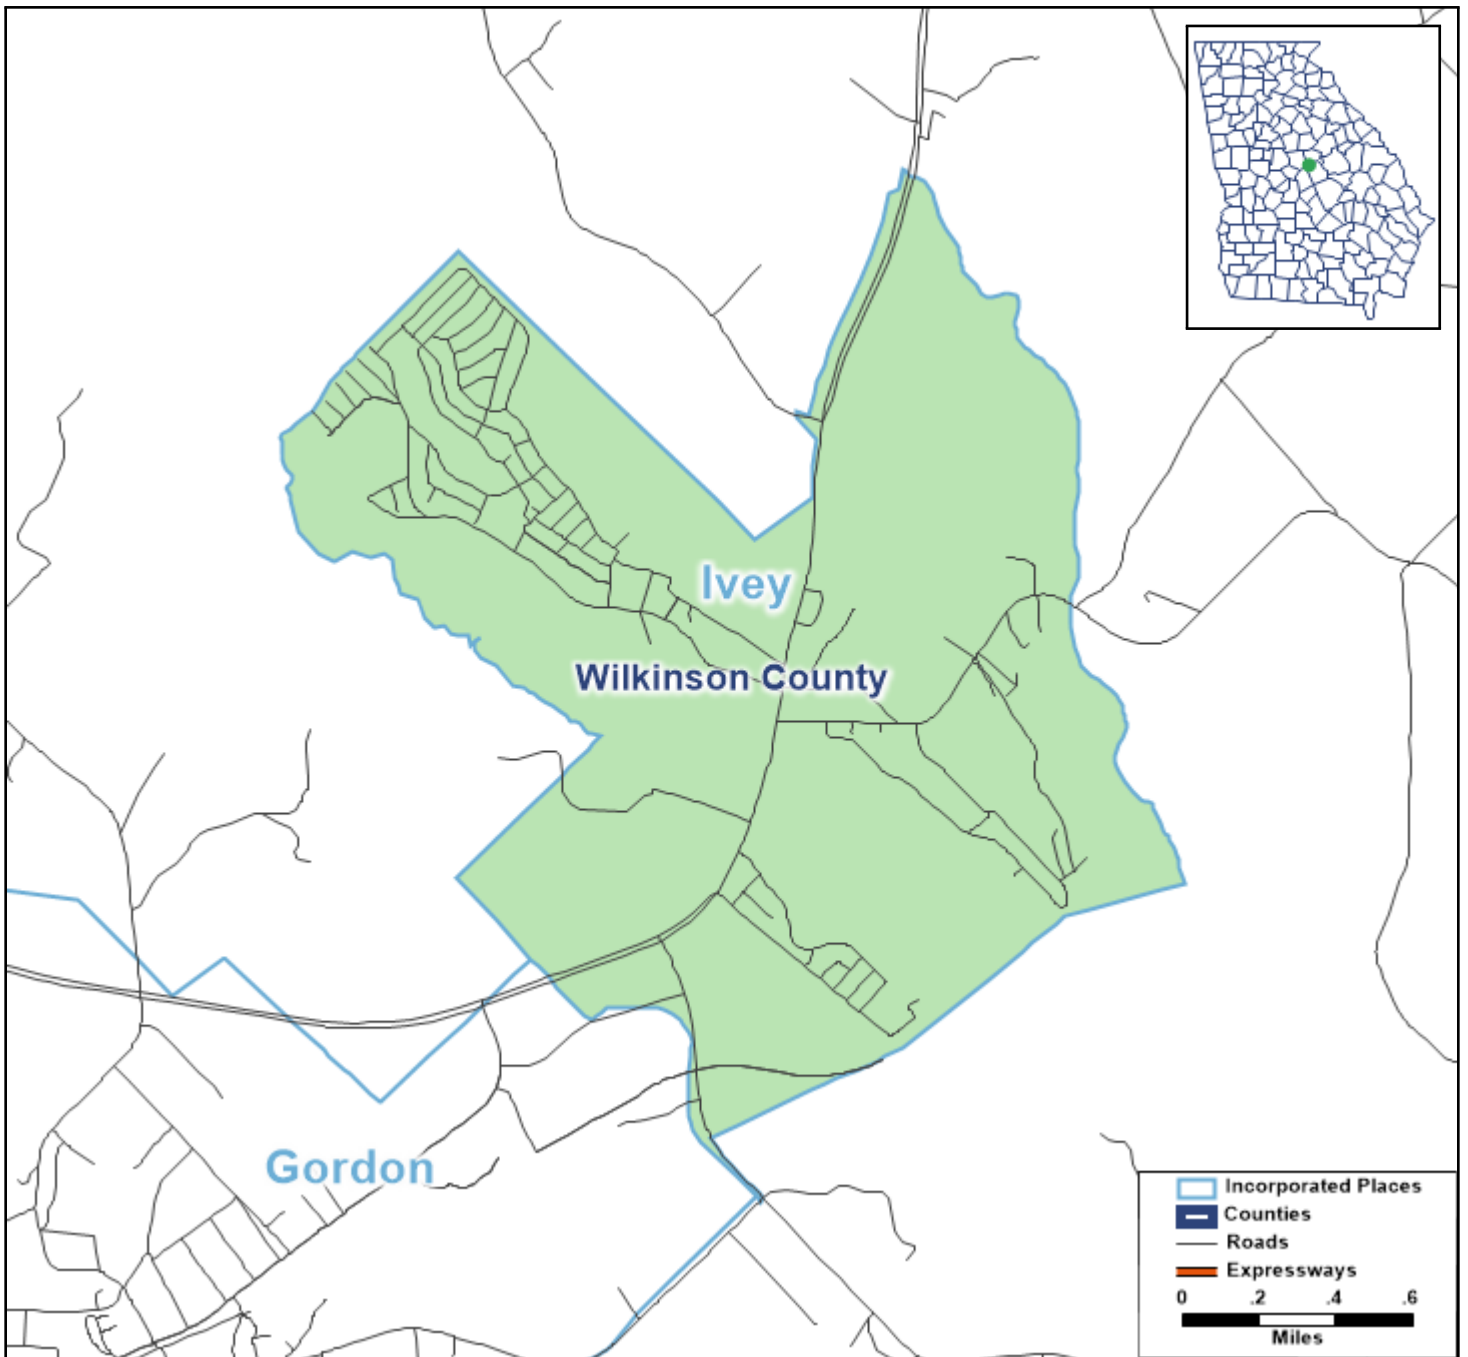 Ivey
Wilkinson County
Gordon
Incorporated Places
Counties
Roads
Expressways
0 .2 .4 .6
Miles